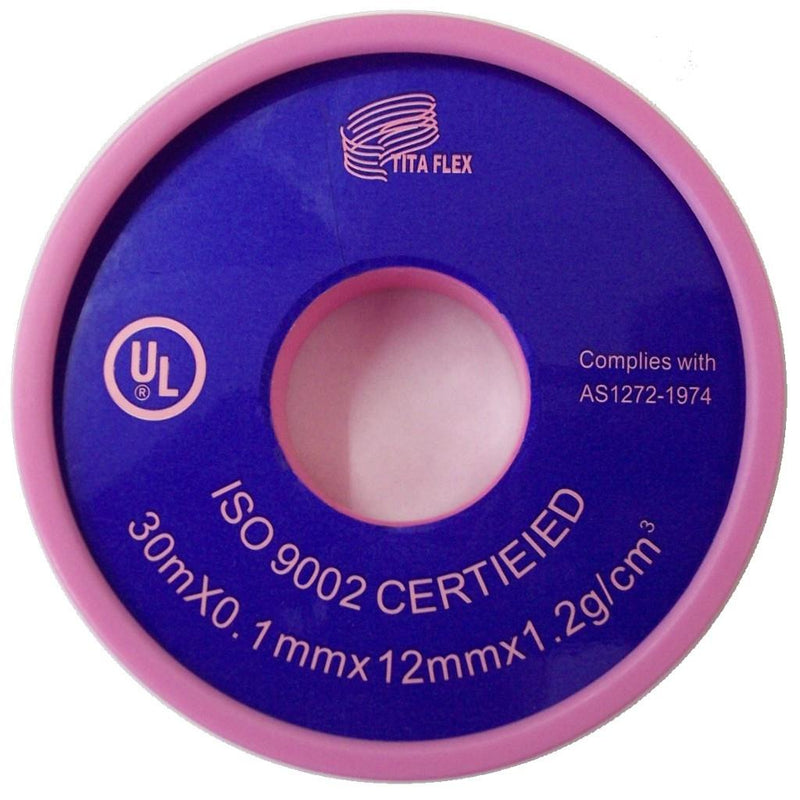 TITA FLEX
UL
®
Complies with
AS1272-1974
ISO 9002 CERTIEIED
30mX0.1mmx12mmx1.2g/cm³